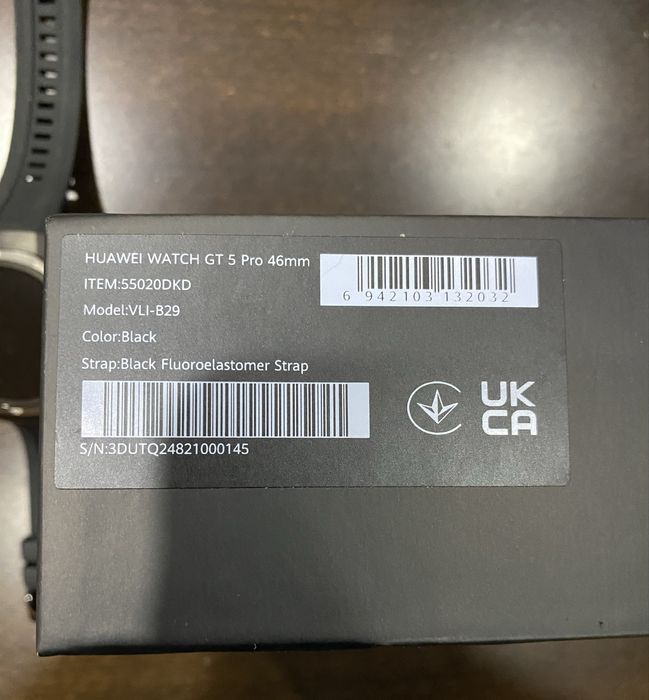 HUAWEI WATCH GT 5 Pro 46mm
ITEM:55020DKD
Model:VLI-B29
Color:Black
Strap:Black Fluoroelastomer Strap
S/N:3DUTQ24821000145
6 942103 132032
UK
CA